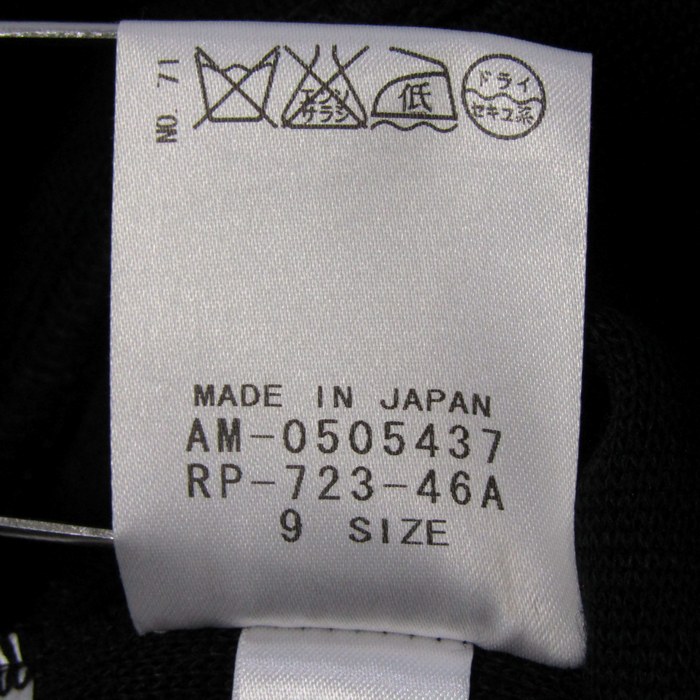 NO. 71
エンソ
サラシ
低
ドライ
セキユ系
MADE IN JAPAN
AM-0505437
RP-723-46A
9 SIZE